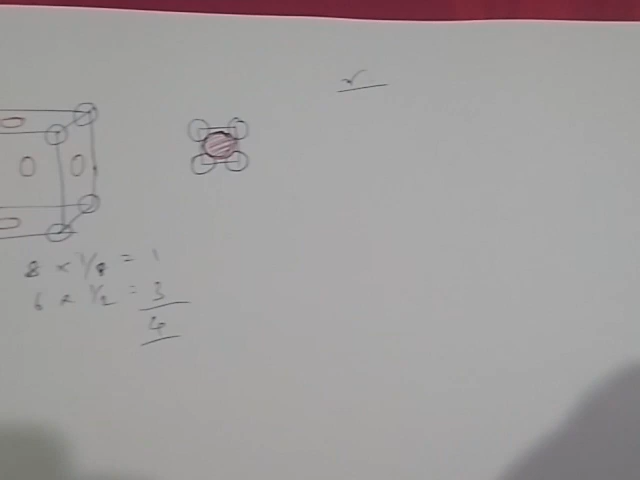 8 × 1/8 = 1
6 × 1/2 = 3
4